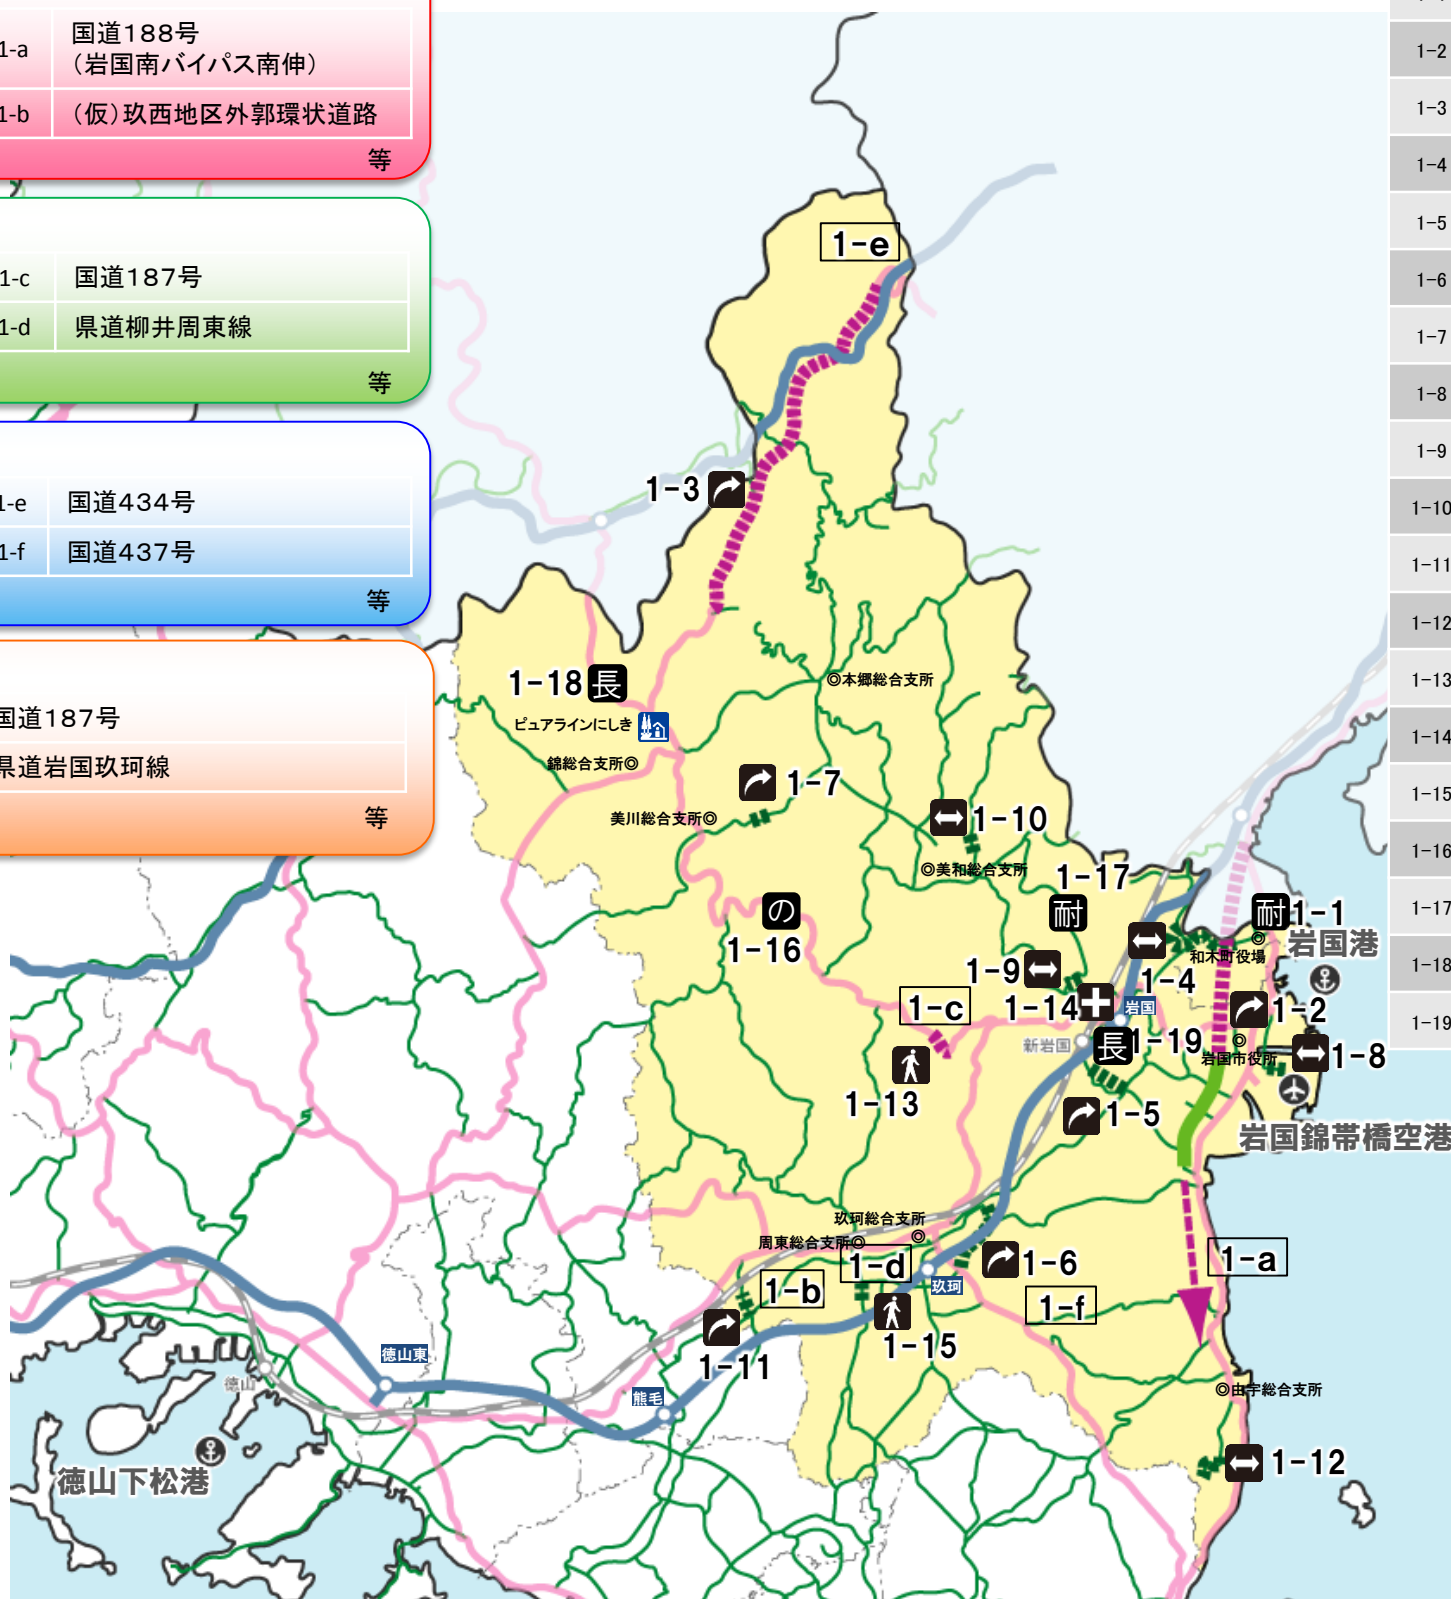 1-a 国道188号
（岩国南バイパス南伸）
1-b （仮）玖西地区外郭環状道路
等
1-c 国道187号
1-d 県道柳井周東線
等
1-e 国道434号
1-f 国道437号
等
国道187号
県道岩国玖珂線
等
1-2
1-3
1-4
1-5
1-6
1-7
1-8
1-9
1-10
1-11
1-12
1-13
1-14
1-15
1-16
1-17
1-18
1-19
1-e
1-3
◎本郷総合支所
1-18 長
ピュアラインにしき
錦総合支所◎
1-7
美川総合支所◎
1-10
◎美和総合支所
1-17
耐
の
1-16
耐 1-1
岩国港
和木町役場
1-4
1-9
1-c
1-14
岩国
1-2
新岩国
長 1-19
岩国市役所
1-8
1-13
1-5
岩国錦帯橋空港
玖珂総合支所
周東総合支所◎
1-d
1-6
1-a
1-b
玖珂
1-f
1-11
1-15
徳山東
徳山
熊毛
◎由宇総合支所
徳山下松港
1-12